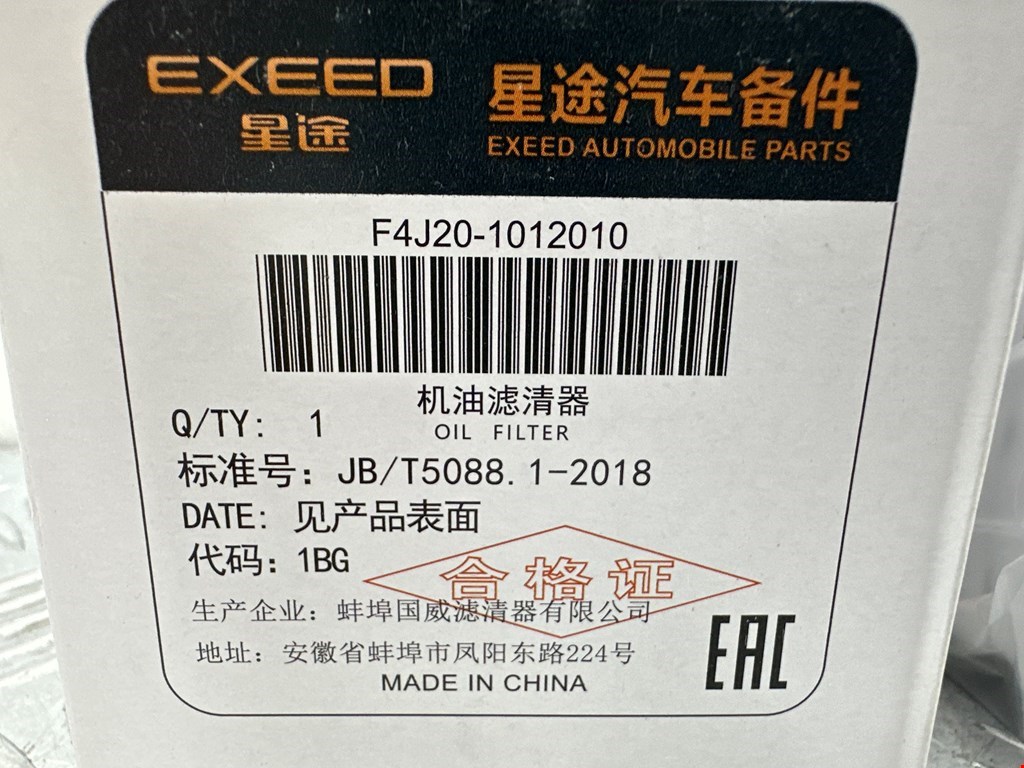 EXEED
星途
星途汽车备件
EXEED AUTOMOBILE PARTS
F4J20-1012010
机油滤清器
OIL FILTER
Q/TY: 1
标准号: JB/T5088.1-2018
DATE: 见产品表面
代码: 1BG
合格证
生产企业: 蚌埠国威滤清器有限公司
地址: 安徽省蚌埠市凤阳东路224号
MADE IN CHINA
EAC